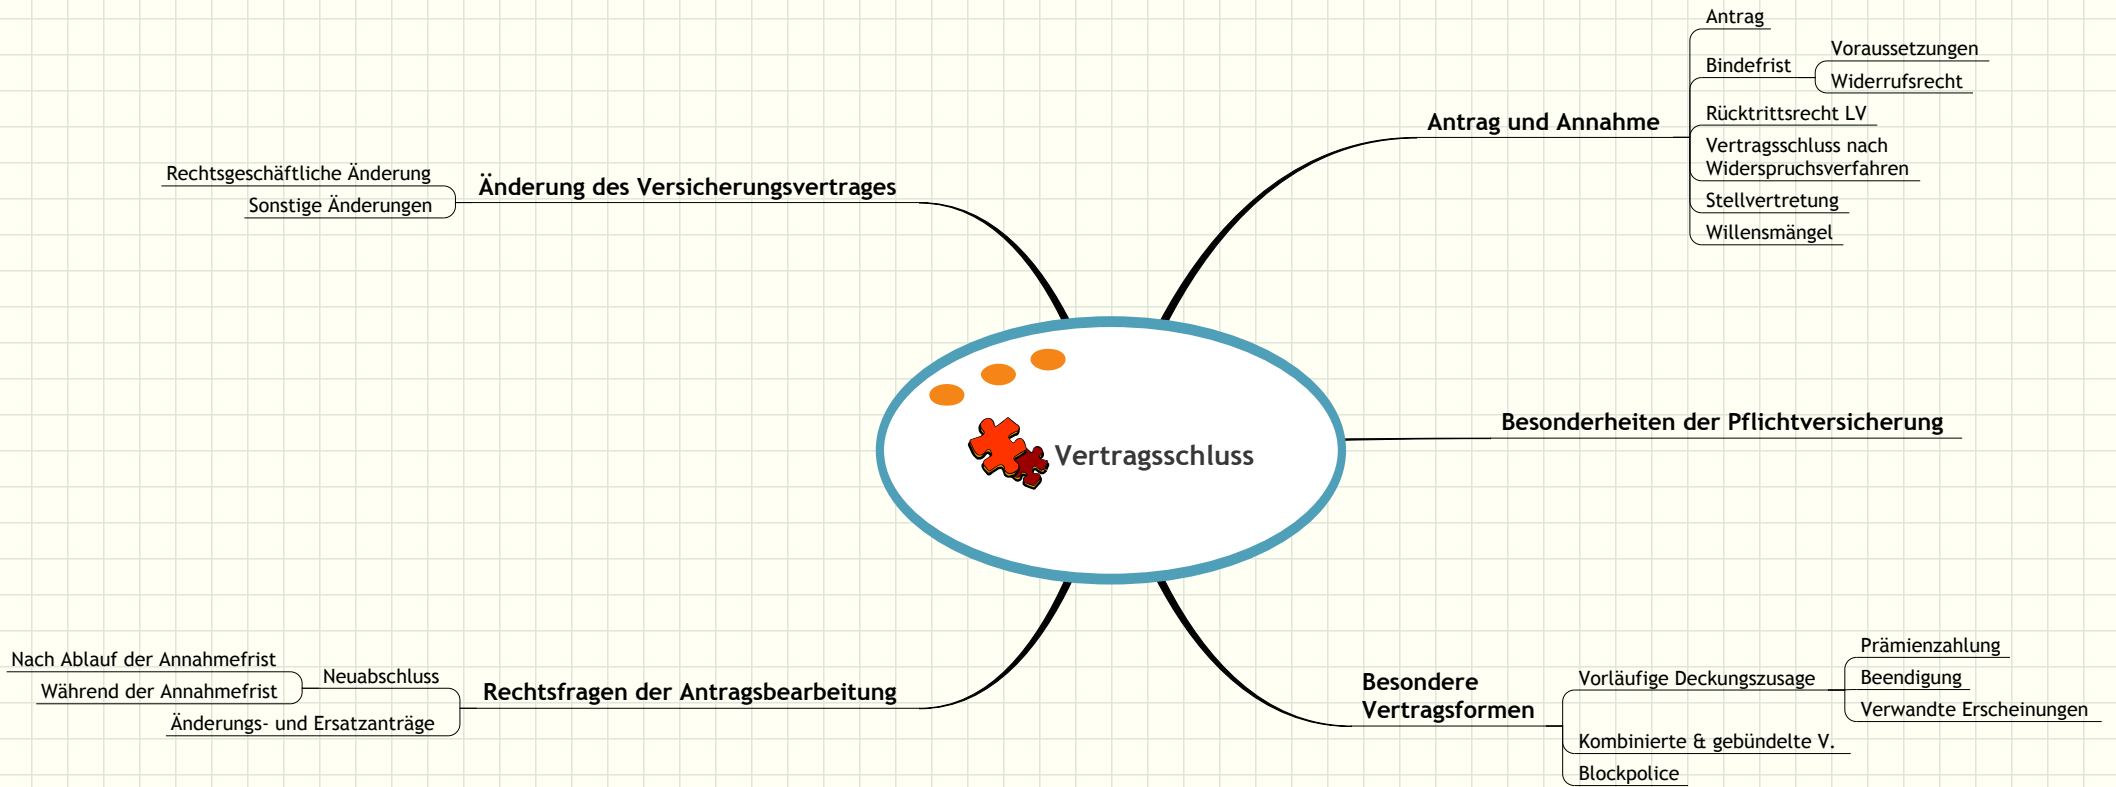 Vertragsschluss
Antrag und Annahme
Antrag
Bindefrist
Voraussetzungen
Widerrufsrecht
Rücktrittsrecht LV
Vertragsschluss nach
Widerspruchsverfahren
Stellvertretung
Willensmängel
Besonderheiten der Pflichtversicherung
Besondere
Vertragsformen
Vorläufige Deckungszusage
Prämienzahlung
Beendigung
Verwandte Erscheinungen
Kombinierte & gebündelte V.
Blockpolice
Rechtsfragen der Antragsbearbeitung
Neuabschluss
Nach Ablauf der Annahmefrist
Während der Annahmefrist
Änderungs- und Ersatzanträge
Änderung des Versicherungsvertrages
Rechtsgeschäftliche Änderung
Sonstige Änderungen